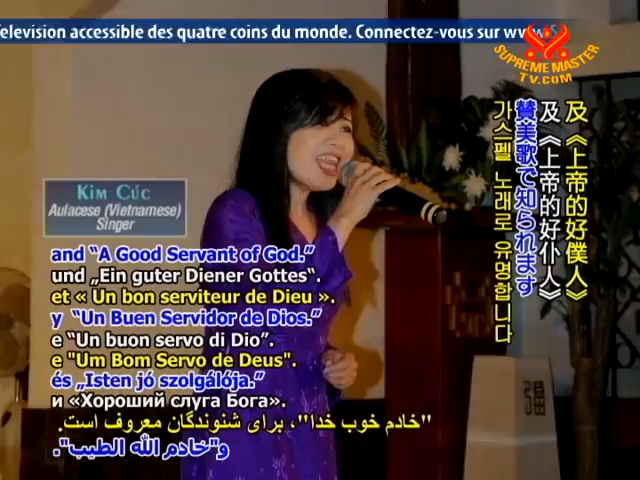 Television accessible des quatre coins du monde. Connectez-vous sur www.S
SUPREME MASTER
TV.COM
Kim Cúc
Aulacese (Vietnamese)
Singer
and “A Good Servant of God.”
und „Ein guter Diener Gottes“.
et « Un bon serviteur de Dieu ».
y “Un Buen Servidor de Dios.”
e “Un buon servo di Dio”.
e "Um Bom Servo de Deus".
és „Isten jó szolgálója.”
и «Хороший слуга Бога».
"خادم خوب خدا"، برای شنوندگان معروف است.
و"خادم الله الطيب".
及《上帝的好僕人》
及《上帝的好仆人》
賛美歌で知られます
가스펠 노래로 유명합니다